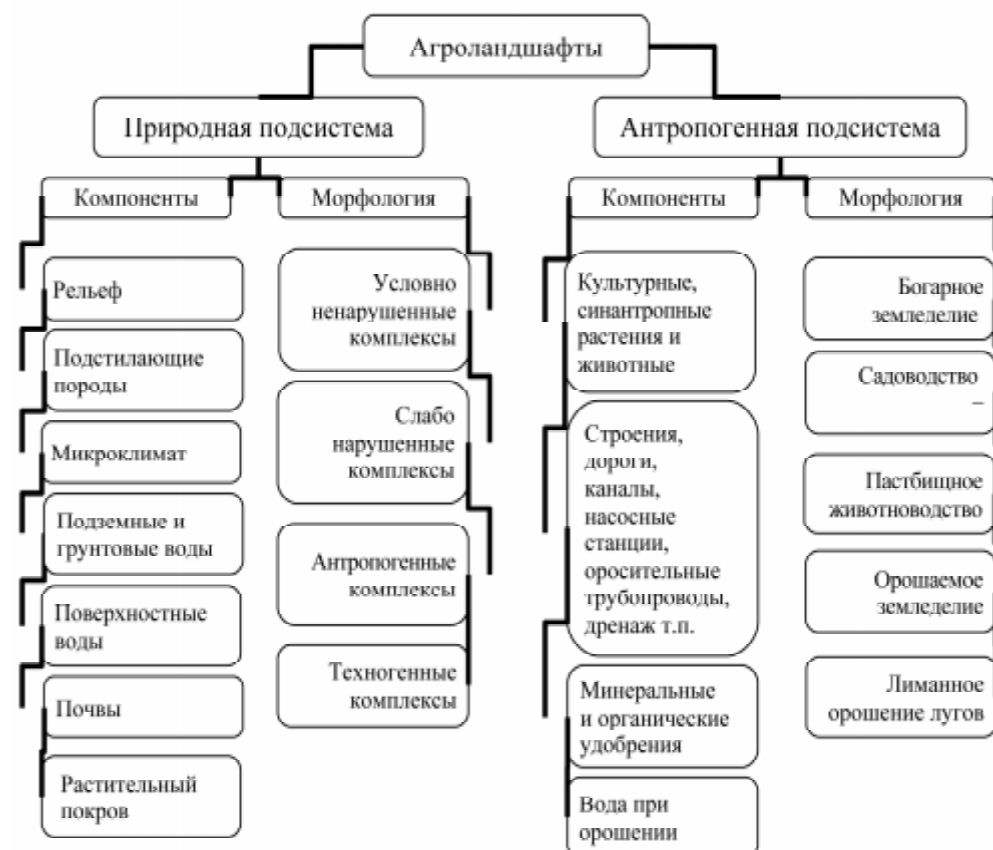 Агроландшафты
Природная подсистема
Компоненты
Рельеф
Подстилающие
породы
Микроклимат
Подземные и
грунтовые воды
Поверхностные
воды
Почвы
Растительный
покров
Морфология
Условно
ненарушенные
комплексы
Слабо
нарушенные
комплексы
Антропогенные
комплексы
Техногенные
комплексы
Антропогенная подсистема
Компоненты
Культурные,
синантропные
растения и
животные
Строения,
дороги,
каналы,
насосные
станции,
оросительные
трубопроводы,
дренаж т.п.
Минеральные
и органические
удобрения
Вода при
орошении
Морфология
Богарное
земледелие
Садоводство
–
Пастбищное
животноводство
Орошаемое
земледелие
Лиманное
орошение лугов